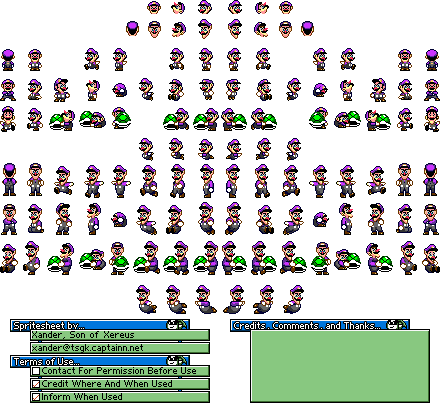 Spritesheet by...
Xander, Son of Xereus
xander@tsgk.captainn.net
Terms of Use...
Contact For Permission Before Use
Credit Where And When Used
Inform When Used
Credits, Comments, and Thanks...